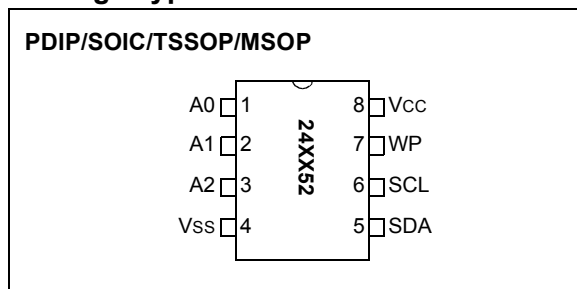 PDIP/SOIC/TSSOP/MSOP
A0 1 8 Vcc
A1 2 7 WP
24XX52
A2 3 6 SCL
Vss 4 5 SDA